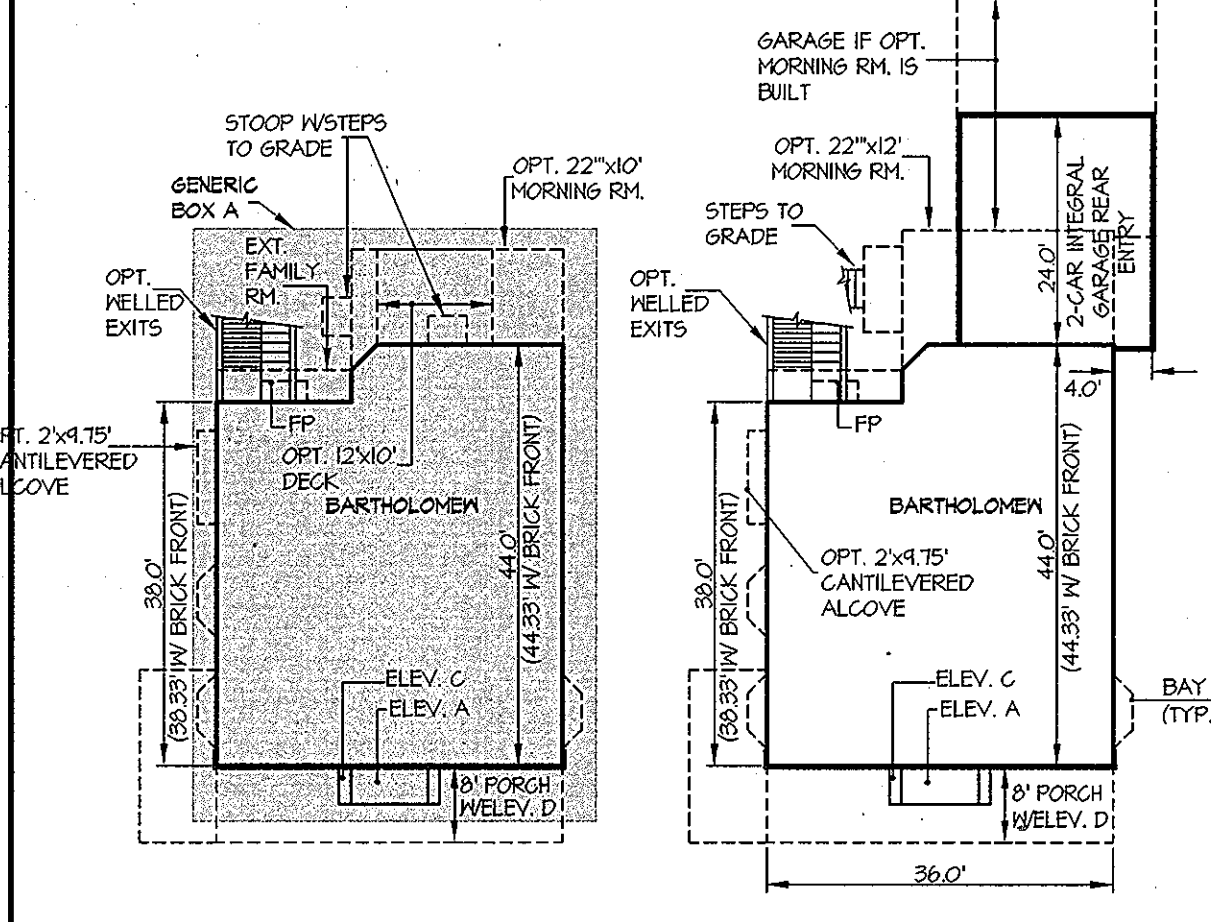 STOOP W/STEPS
TO GRADE
OPT. 22'"x10'
MORNING RM.
GENERIC
BOX A
EXT.
FAMILY
RM.
OPT.
WELLED
EXITS
FP
PT. 2'x9.75'
ANTILEVERED
LCOVE
OPT. 12'x10'
DECK
BARTHOLOMEW
38.0'
(38.33' W/ BRICK FRONT)
44.0'
(44.33' W/ BRICK FRONT)
ELEV. C
ELEV. A
8' PORCH
W/ELEV. D
GARAGE IF OPT.
MORNING RM. IS
BUILT
OPT. 22'"x12'
MORNING RM.
STEPS TO
GRADE
OPT.
WELLED
EXITS
24.0'
2-CAR INTEGRAL
GARAGE REAR
ENTRY
4.0'
FP
BARTHOLOMEW
OPT. 2'x9.75'
CANTILEVERED
ALCOVE
38.0'
(38.33' W/ BRICK FRONT)
44.0'
(44.33' W/ BRICK FRONT)
ELEV. C
ELEV. A
BAY
(TYP.
8' PORCH
W/ELEV. D
36.0'